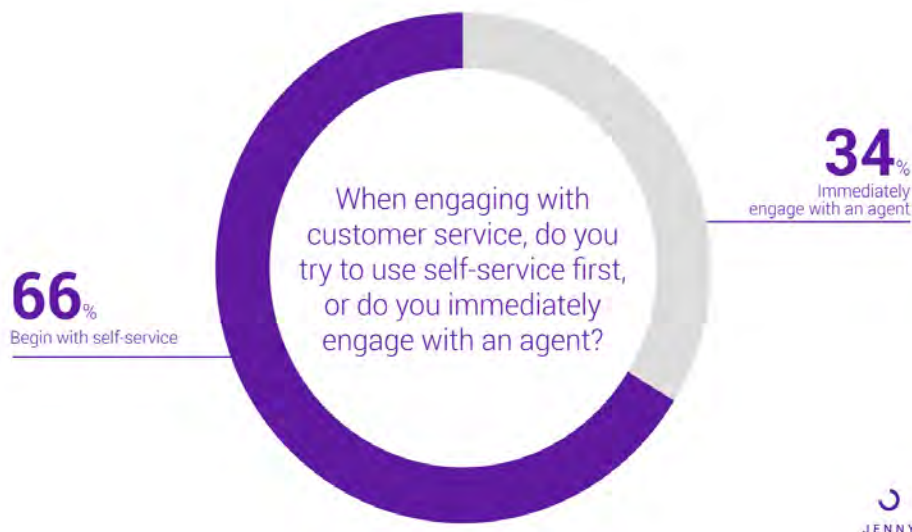 34%
Immediately
engage with an agent
When engaging with
customer service, do you
try to use self-service first,
or do you immediately
engage with an agent?
66%
Begin with self-service
JENNY